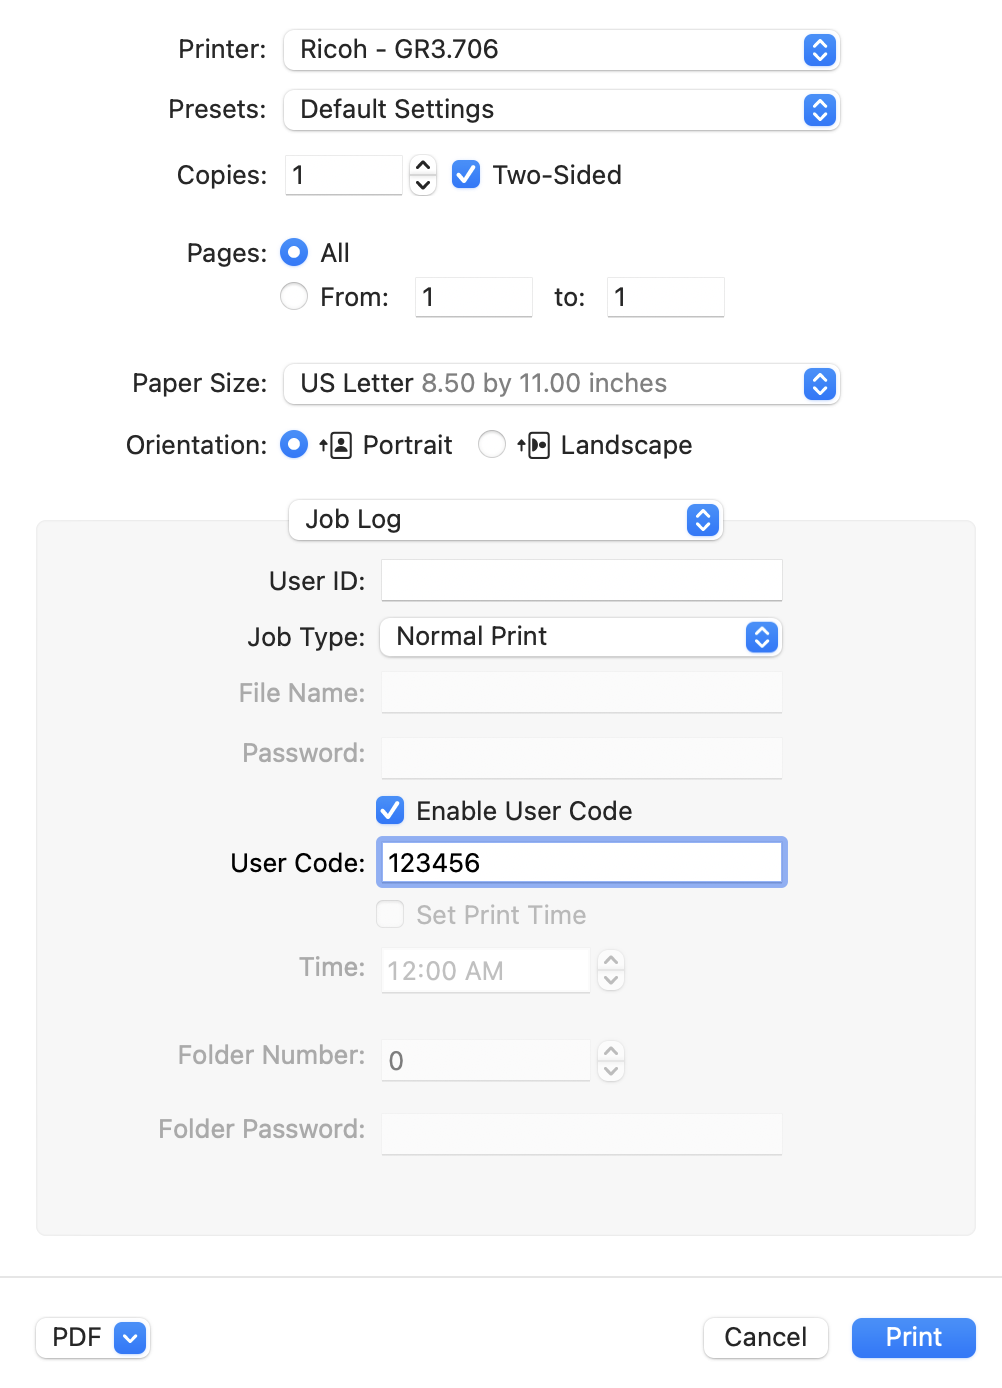 Printer: Ricoh - GR3.706
Presets: Default Settings
Copies: 1 Two-Sided
Pages: All
From: 1 to: 1
Paper Size: US Letter 8.50 by 11.00 inches
Orientation: Portrait Landscape
Job Log
User ID:
Job Type: Normal Print
File Name:
Password:
Enable User Code
User Code: 123456
Set Print Time
Time: 12:00 AM
Folder Number: 0
Folder Password:
PDF Cancel Print